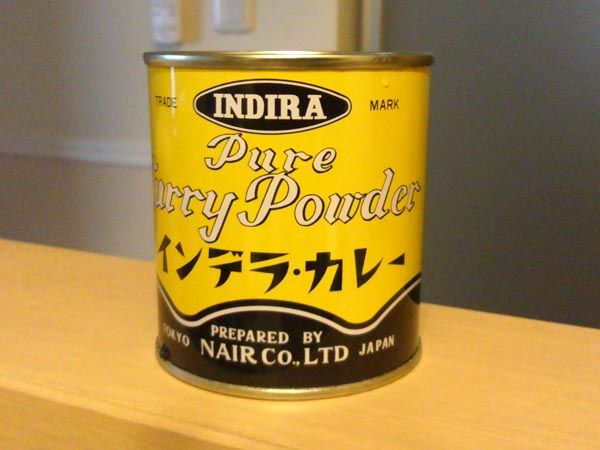 TRADE INDIRA MARK
Pure
Curry Powder
インデラ・カレー
PREPARED BY
TOKYO NAIR CO., LTD JAPAN